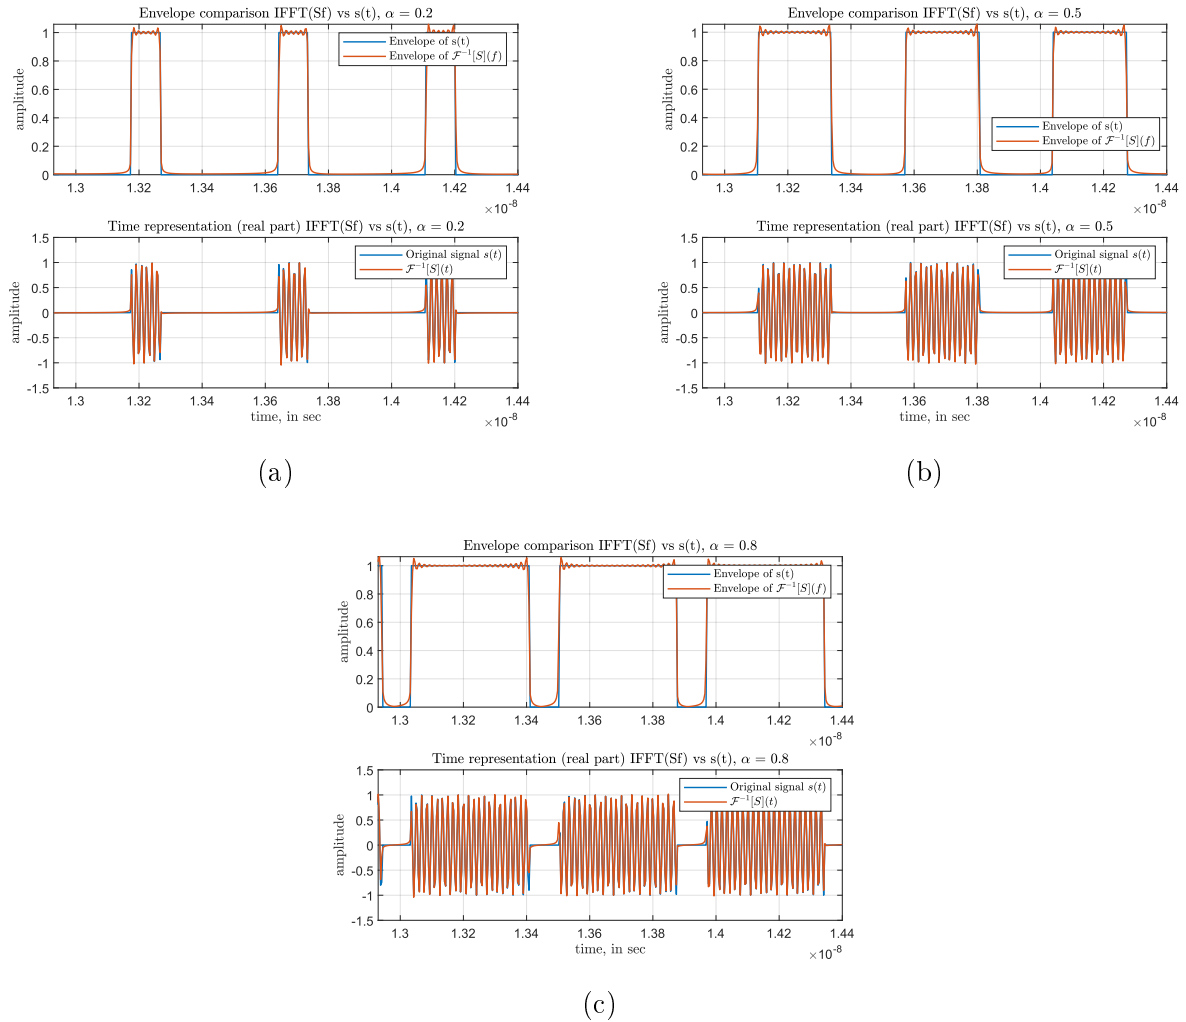 Envelope comparison IFFT(Sf) vs s(t), α = 0.2
1
0.8
0.6
0.4
0.2
0
amplitude
Envelope of s(t)
Envelope of 𝓕⁻¹[S](f)
1.3 1.32 1.34 1.36 1.38 1.4 1.42 1.44
×10⁻⁸
Time representation (real part) IFFT(Sf) vs s(t), α = 0.2
1.5
1
0.5
0
-0.5
-1
-1.5
amplitude
Original signal s(t)
𝓕⁻¹[S](t)
1.3 1.32 1.34 1.36 1.38 1.4 1.42 1.44
time, in sec
×10⁻⁸
(a)
Envelope comparison IFFT(Sf) vs s(t), α = 0.5
1
0.8
0.6
0.4
0.2
0
amplitude
Envelope of s(t)
Envelope of 𝓕⁻¹[S](f)
1.3 1.32 1.34 1.36 1.38 1.4 1.42 1.44
×10⁻⁸
Time representation (real part) IFFT(Sf) vs s(t), α = 0.5
1.5
1
0.5
0
-0.5
-1
-1.5
amplitude
Original signal s(t)
𝓕⁻¹[S](t)
1.3 1.32 1.34 1.36 1.38 1.4 1.42 1.44
time, in sec
×10⁻⁸
(b)
Envelope comparison IFFT(Sf) vs s(t), α = 0.8
1
0.8
0.6
0.4
0.2
0
amplitude
Envelope of s(t)
Envelope of 𝓕⁻¹[S](f)
1.3 1.32 1.34 1.36 1.38 1.4 1.42 1.44
×10⁻⁸
Time representation (real part) IFFT(Sf) vs s(t), α = 0.8
1.5
1
0.5
0
-0.5
-1
-1.5
amplitude
Original signal s(t)
𝓕⁻¹[S](t)
1.3 1.32 1.34 1.36 1.38 1.4 1.42 1.44
time, in sec
×10⁻⁸
(c)